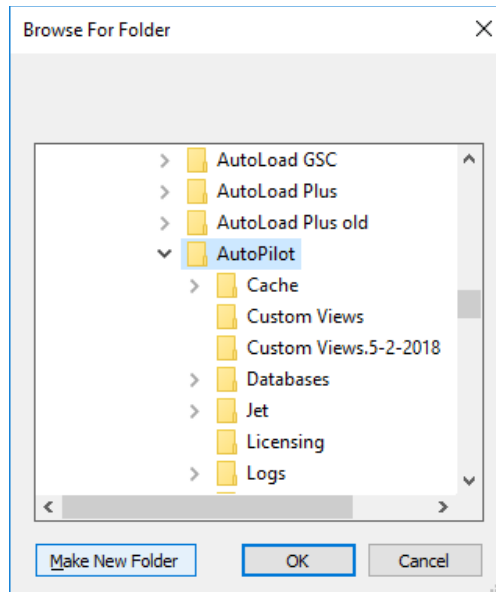 Browse For Folder
AutoLoad GSC
AutoLoad Plus
AutoLoad Plus old
AutoPilot
Cache
Custom Views
Custom Views.5-2-2018
Databases
Jet
Licensing
Logs
Make New Folder OK Cancel